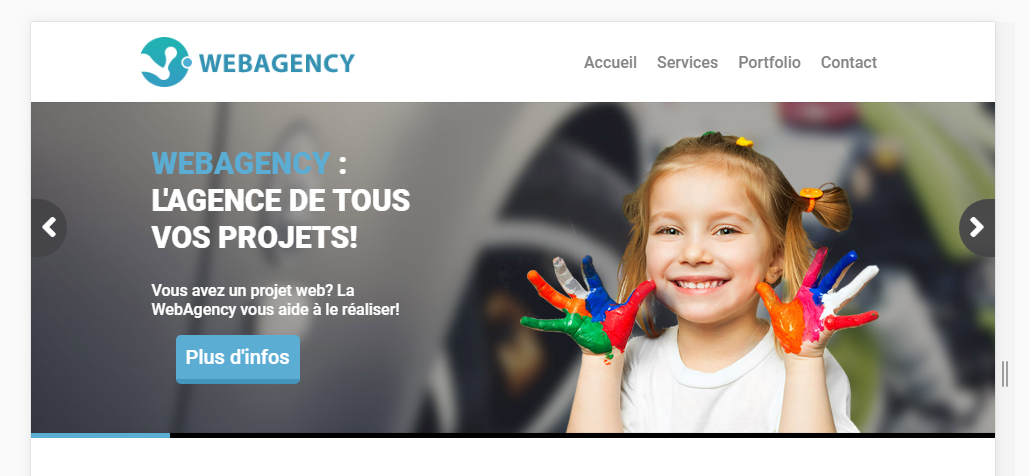 WEBAGENCY
Accueil Services Portfolio Contact
WEBAGENCY :
L'AGENCE DE TOUS
VOS PROJETS!
Vous avez un projet web? La
WebAgency vous aide à le réaliser!
Plus d'infos